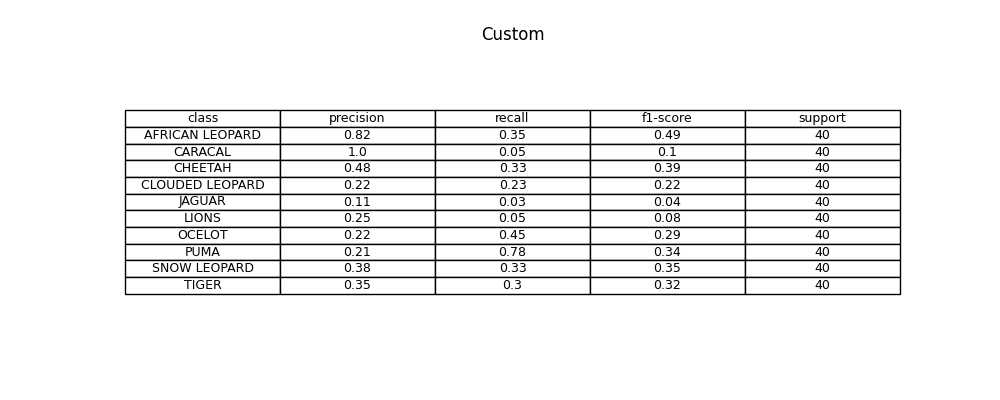 Custom
class precision recall f1-score support
AFRICAN LEOPARD 0.82 0.35 0.49 40
CARACAL 1.0 0.05 0.1 40
CHEETAH 0.48 0.33 0.39 40
CLOUDED LEOPARD 0.22 0.23 0.22 40
JAGUAR 0.11 0.03 0.04 40
LIONS 0.25 0.05 0.08 40
OCELOT 0.22 0.45 0.29 40
PUMA 0.21 0.78 0.34 40
SNOW LEOPARD 0.38 0.33 0.35 40
TIGER 0.35 0.3 0.32 40